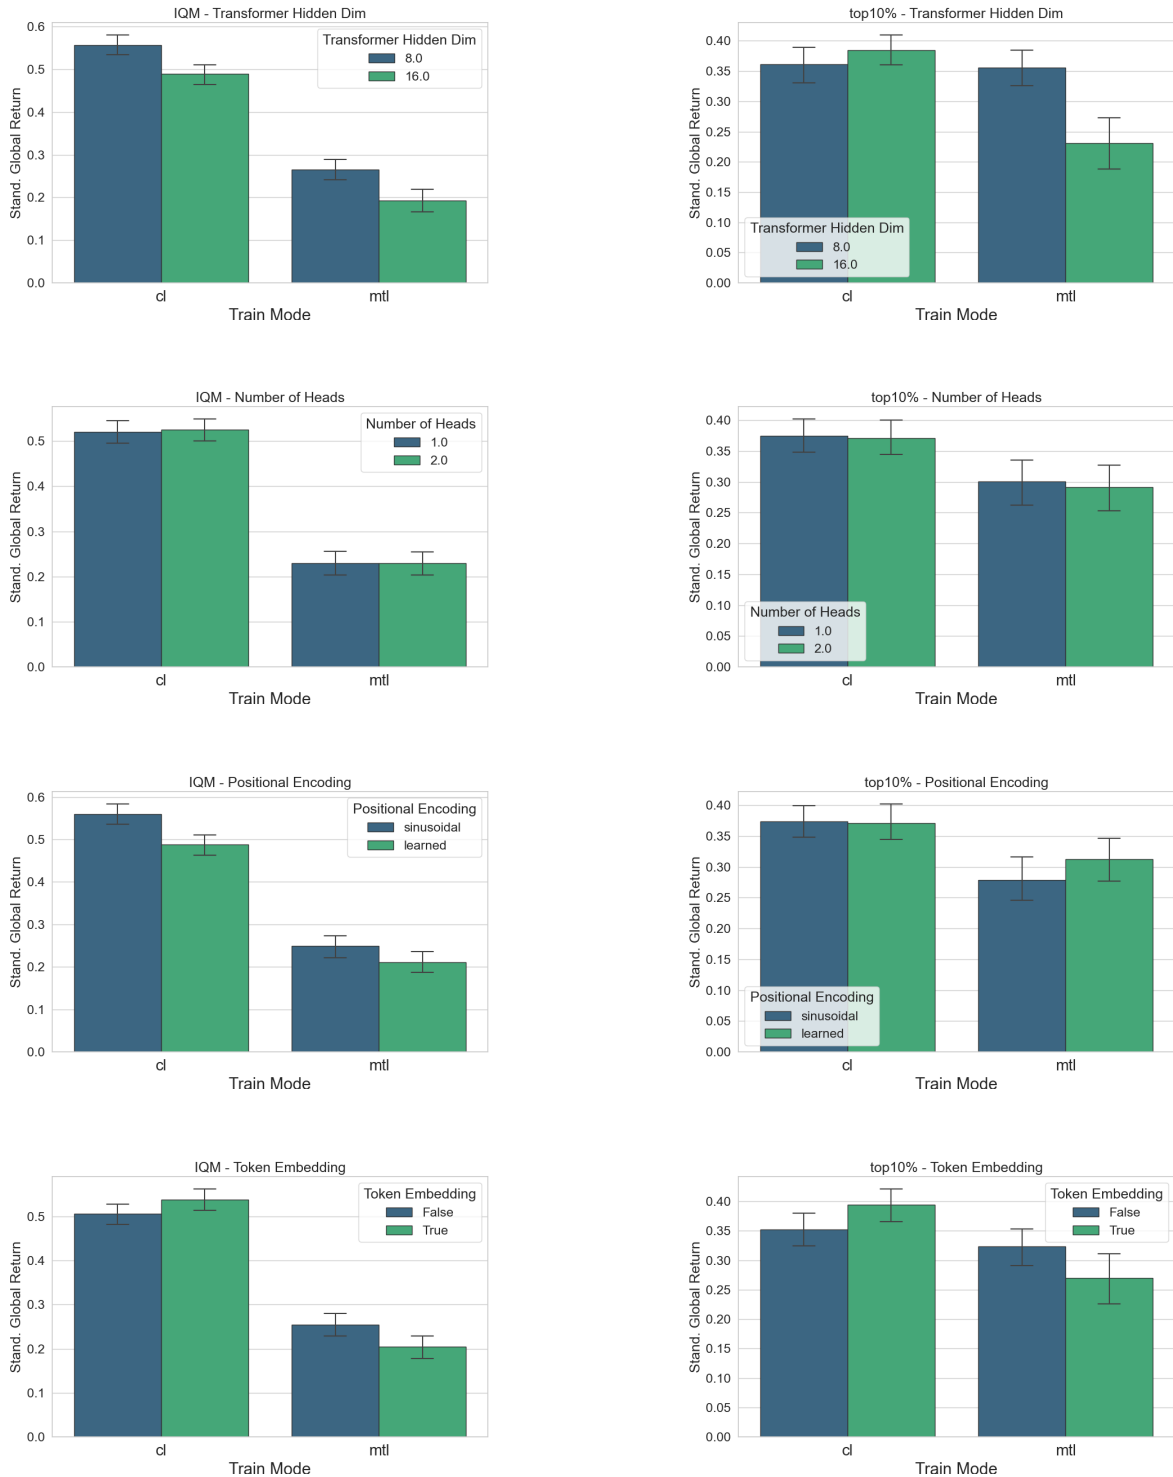 IQM - Transformer Hidden Dim
Stand. Global Return
0.6
0.5
0.4
0.3
0.2
0.1
0.0
Transformer Hidden Dim
8.0
16.0
cl
mtl
Train Mode
top10% - Transformer Hidden Dim
Stand. Global Return
0.40
0.35
0.30
0.25
0.20
0.15
0.10
0.05
0.00
Transformer Hidden Dim
8.0
16.0
cl
mtl
Train Mode
IQM - Number of Heads
Stand. Global Return
0.5
0.4
0.3
0.2
0.1
0.0
Number of Heads
1.0
2.0
cl
mtl
Train Mode
top10% - Number of Heads
Stand. Global Return
0.40
0.35
0.30
0.25
0.20
0.15
0.10
0.05
0.00
Number of Heads
1.0
2.0
cl
mtl
Train Mode
IQM - Positional Encoding
Stand. Global Return
0.6
0.5
0.4
0.3
0.2
0.1
0.0
Positional Encoding
sinusoidal
learned
cl
mtl
Train Mode
top10% - Positional Encoding
Stand. Global Return
0.40
0.35
0.30
0.25
0.20
0.15
0.10
0.05
0.00
Positional Encoding
sinusoidal
learned
cl
mtl
Train Mode
IQM - Token Embedding
Stand. Global Return
0.5
0.4
0.3
0.2
0.1
0.0
Token Embedding
False
True
cl
mtl
Train Mode
top10% - Token Embedding
Stand. Global Return
0.40
0.35
0.30
0.25
0.20
0.15
0.10
0.05
0.00
Token Embedding
False
True
cl
mtl
Train Mode